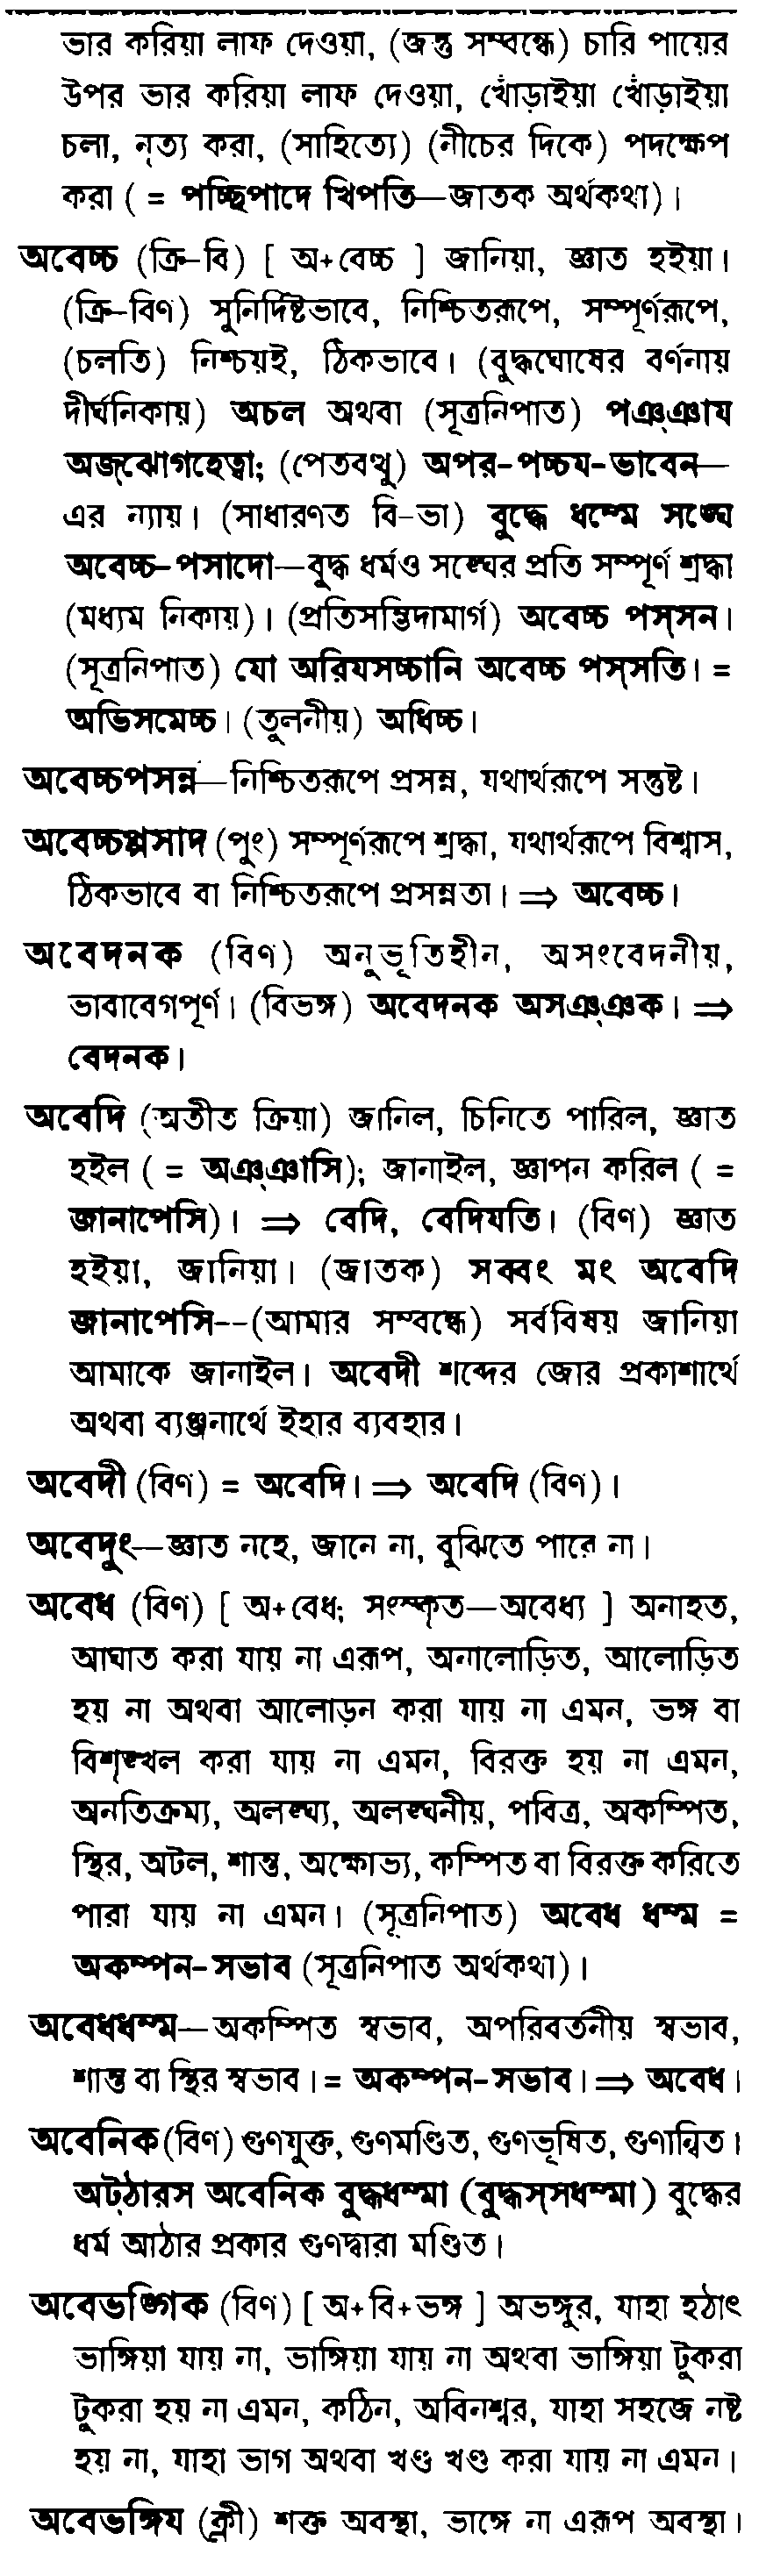 ভার করিয়া লাফ দেওয়া, (জন্তু সম্বন্ধে) চারি পায়ের
উপর ভার করিয়া লাফ দেওয়া, খোঁড়াইয়া খোঁড়াইয়া
চলা, নৃত্য করা, (সাহিত্যে) (নীচের দিকে) পদক্ষেপ
করা ( = পচ্ছিপাদে খিপতি—জাতক অর্থকথা)।
অবেচ্চ (ক্রি-বি) [ অ+বেচ্চ ] জানিয়া, জ্ঞাত হইয়া।
(ক্রি-বিণ) সুনির্দিষ্টভাবে, নিশ্চিতরূপে, সম্পূর্ণরূপে,
(চলতি) নিশ্চয়ই, ঠিকভাবে। (বুদ্ধঘোষের বর্ণনায়
দীর্ঘনিকায়) অচল অথবা (সূত্রনিপাত) পঞ্ঞায
অজ্ঝোগহেত্বা; (পেতবত্থু) অপর-পচ্চয-ভাবেন—
এর ন্যায়। (সাধারণত বি-ভা) বুদ্ধে ধম্মে সঙ্ঘে
অবেচ্চ-পসাদো—বুদ্ধ ধর্মও সঙ্ঘের প্রতি সম্পূর্ণ শ্রদ্ধা
(মধ্যম নিকায়)। (প্রতিসম্ভিদামার্গ) অবেচ্চ পস্সন।
(সূত্রনিপাত) যো অরিযসচ্চানি অবেচ্চ পস্সতি। =
অভিসমেচ্চ। (তুলনীয়) অধিচ্চ।
অবেচ্চপসন্ন—নিশ্চিতরূপে প্রসন্ন, যথার্থরূপে সন্তুষ্ট।
অবেচ্চপ্পসাদ (পুং) সম্পূর্ণরূপে শ্রদ্ধা, যথার্থরূপে বিশ্বাস,
ঠিকভাবে বা নিশ্চিতরূপে প্রসন্নতা। ⇒ অবেচ্চ।
অবেদনক (বিণ) অনুভূতিহীন, অসংবেদনীয়,
ভাবাবেগপূর্ণ। (বিভঙ্গ) অবেদনক অসঞ্ঞক। ⇒
বেদনক।
অবেদি (অতীত ক্রিয়া) জানিল, চিনিতে পারিল, জ্ঞাত
হইল ( = অঞ্ঞাসি); জানাইল, জ্ঞাপন করিল ( =
জানাপেসি)। ⇒ বেদি, বেদিযতি। (বিণ) জ্ঞাত
হইয়া, জানিয়া। (জাতক) সব্বং মং অবেদি
জানাপেসি--(আমার সম্বন্ধে) সর্ববিষয় জানিয়া
আমাকে জানাইল। অবেদী শব্দের জোর প্রকাশার্থে
অথবা ব্যঞ্জনার্থে ইহার ব্যবহার।
অবেদী (বিণ) = অবেদি। ⇒ অবেদি (বিণ)।
অবেদুং—জ্ঞাত নহে, জানে না, বুঝিতে পারে না।
অবেধ (বিণ) [ অ+বেধ; সংস্কৃত—অবেধ্য ] অনাহত,
আঘাত করা যায় না এরূপ, অনালোড়িত, আলোড়িত
হয় না অথবা আলোড়ন করা যায় না এমন, ভঙ্গ বা
বিশৃঙ্খল করা যায় না এমন, বিরক্ত হয় না এমন,
অনতিক্রম্য, অলঙ্ঘ্য, অলঙ্ঘনীয়, পবিত্র, অকম্পিত,
স্থির, অটল, শান্ত, অক্ষোভ্য, কম্পিত বা বিরক্ত করিতে
পারা যায় না এমন। (সূত্রনিপাত) অবেধ ধম্ম =
অকম্পন-সভাব (সূত্রনিপাত অর্থকথা)।
অবেধধম্ম—অকম্পিত স্বভাব, অপরিবর্তনীয় স্বভাব,
শান্ত বা স্থির স্বভাব। = অকম্পন-সভাব। ⇒ অবেধ।
অবেনিক (বিণ) গুণযুক্ত, গুণমণ্ডিত, গুণভূষিত, গুণান্বিত।
অট্ঠারস অবেনিক বুদ্ধধম্মা (বুদ্ধস্সধম্মা) বুদ্ধের
ধর্ম আঠার প্রকার গুণদ্বারা মণ্ডিত।
অবেভঙ্গিক (বিণ) [ অ+বি+ভঙ্গ ] অভঙ্গুর, যাহা হঠাৎ
ভাঙ্গিয়া যায় না, ভাঙ্গিয়া যায় না অথবা ভাঙ্গিয়া টুকরা
টুকরা হয় না এমন, কঠিন, অবিনশ্বর, যাহা সহজে নষ্ট
হয় না, যাহা ভাগ অথবা খণ্ড খণ্ড করা যায় না এমন।
অবেভঙ্গিয (ক্লী) শক্ত অবস্থা, ভাঙ্গে না এরূপ অবস্থা।